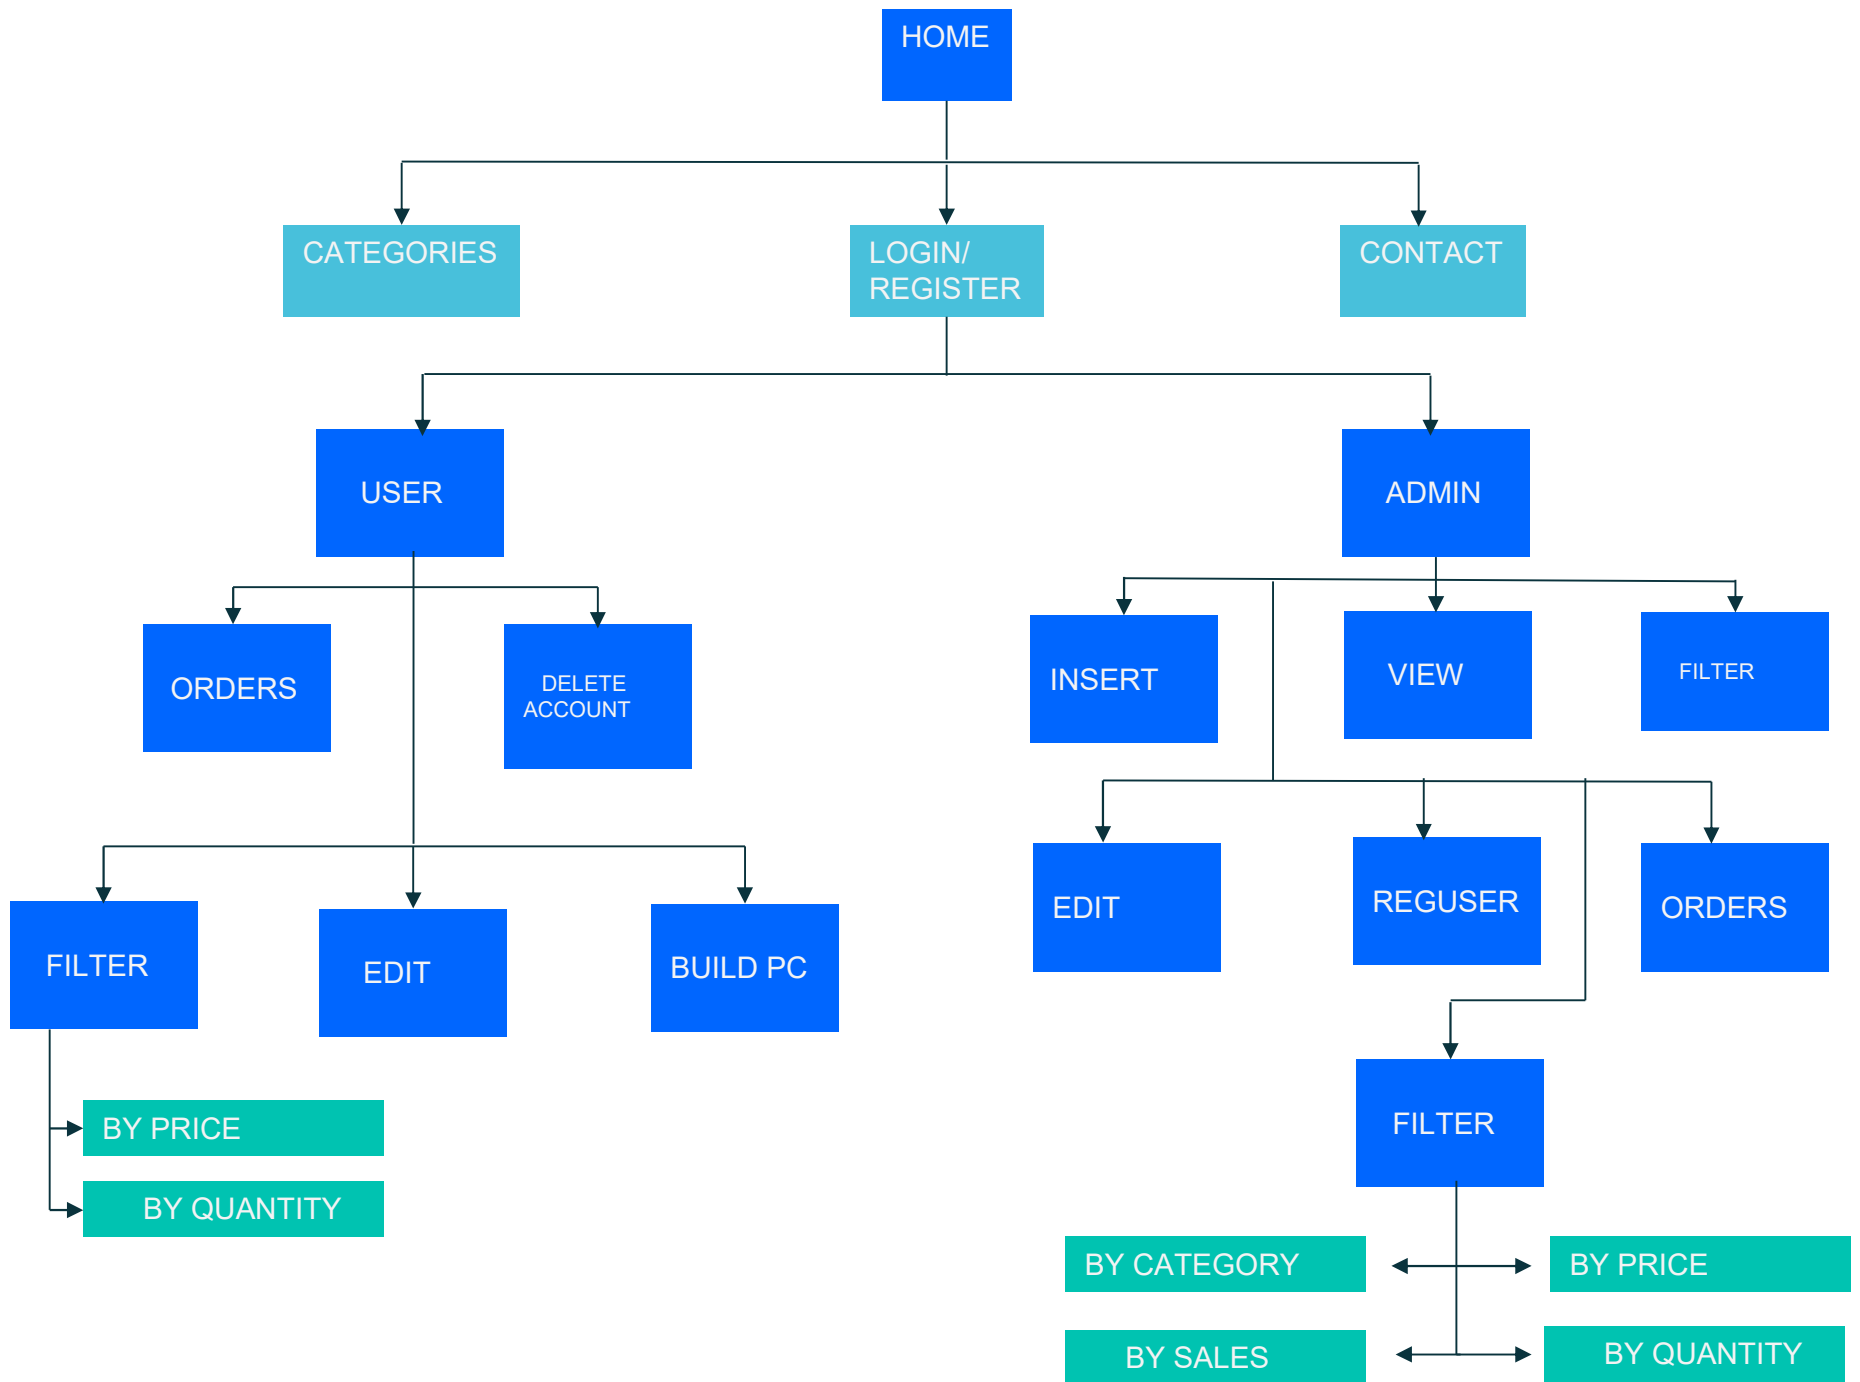 HOME
CATEGORIES
LOGIN/
REGISTER
CONTACT
USER
ADMIN
ORDERS
DELETE
ACCOUNT
INSERT
VIEW
FILTER
EDIT
REGUSER
ORDERS
FILTER
EDIT
BUILD PC
BY PRICE
BY QUANTITY
FILTER
BY CATEGORY
BY PRICE
BY SALES
BY QUANTITY